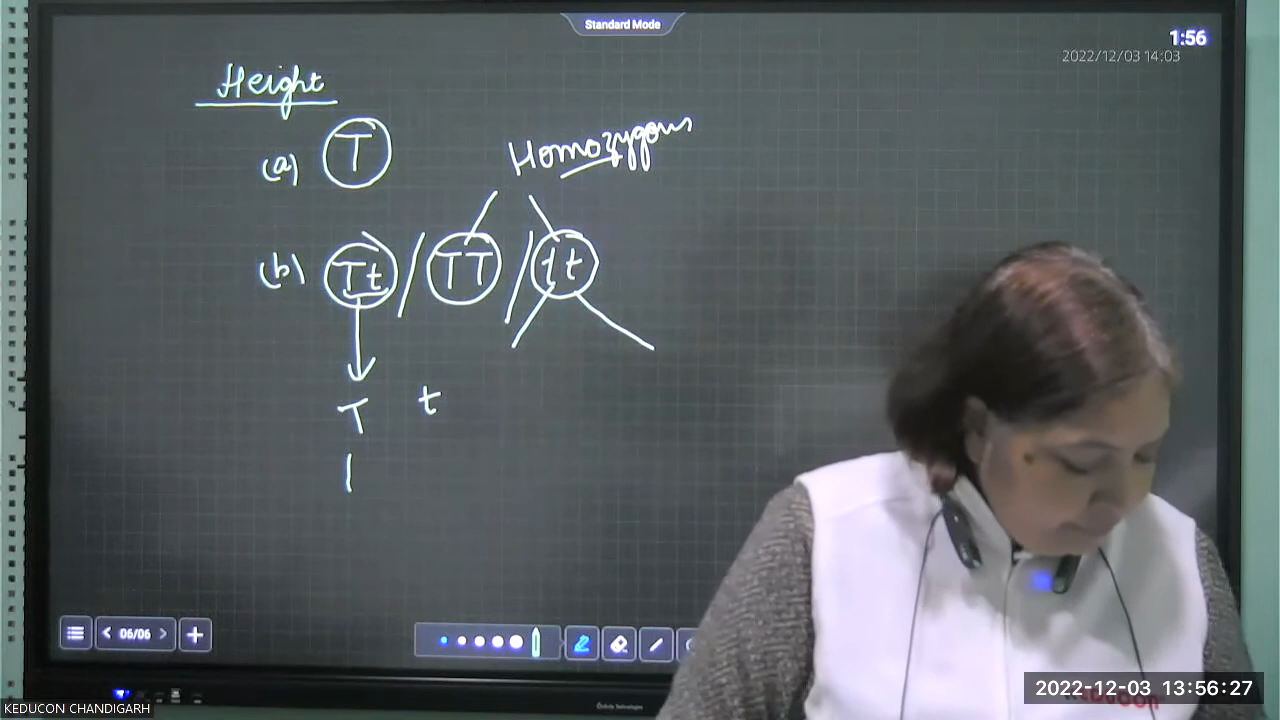 Standard Mode
1:56
2022/12/03 14:03
Height
(a) T
Homozygous
(b) Tt / TT / tt
T t
06/06
KEDUCON CHANDIGARH
2022-12-03 13:56:27